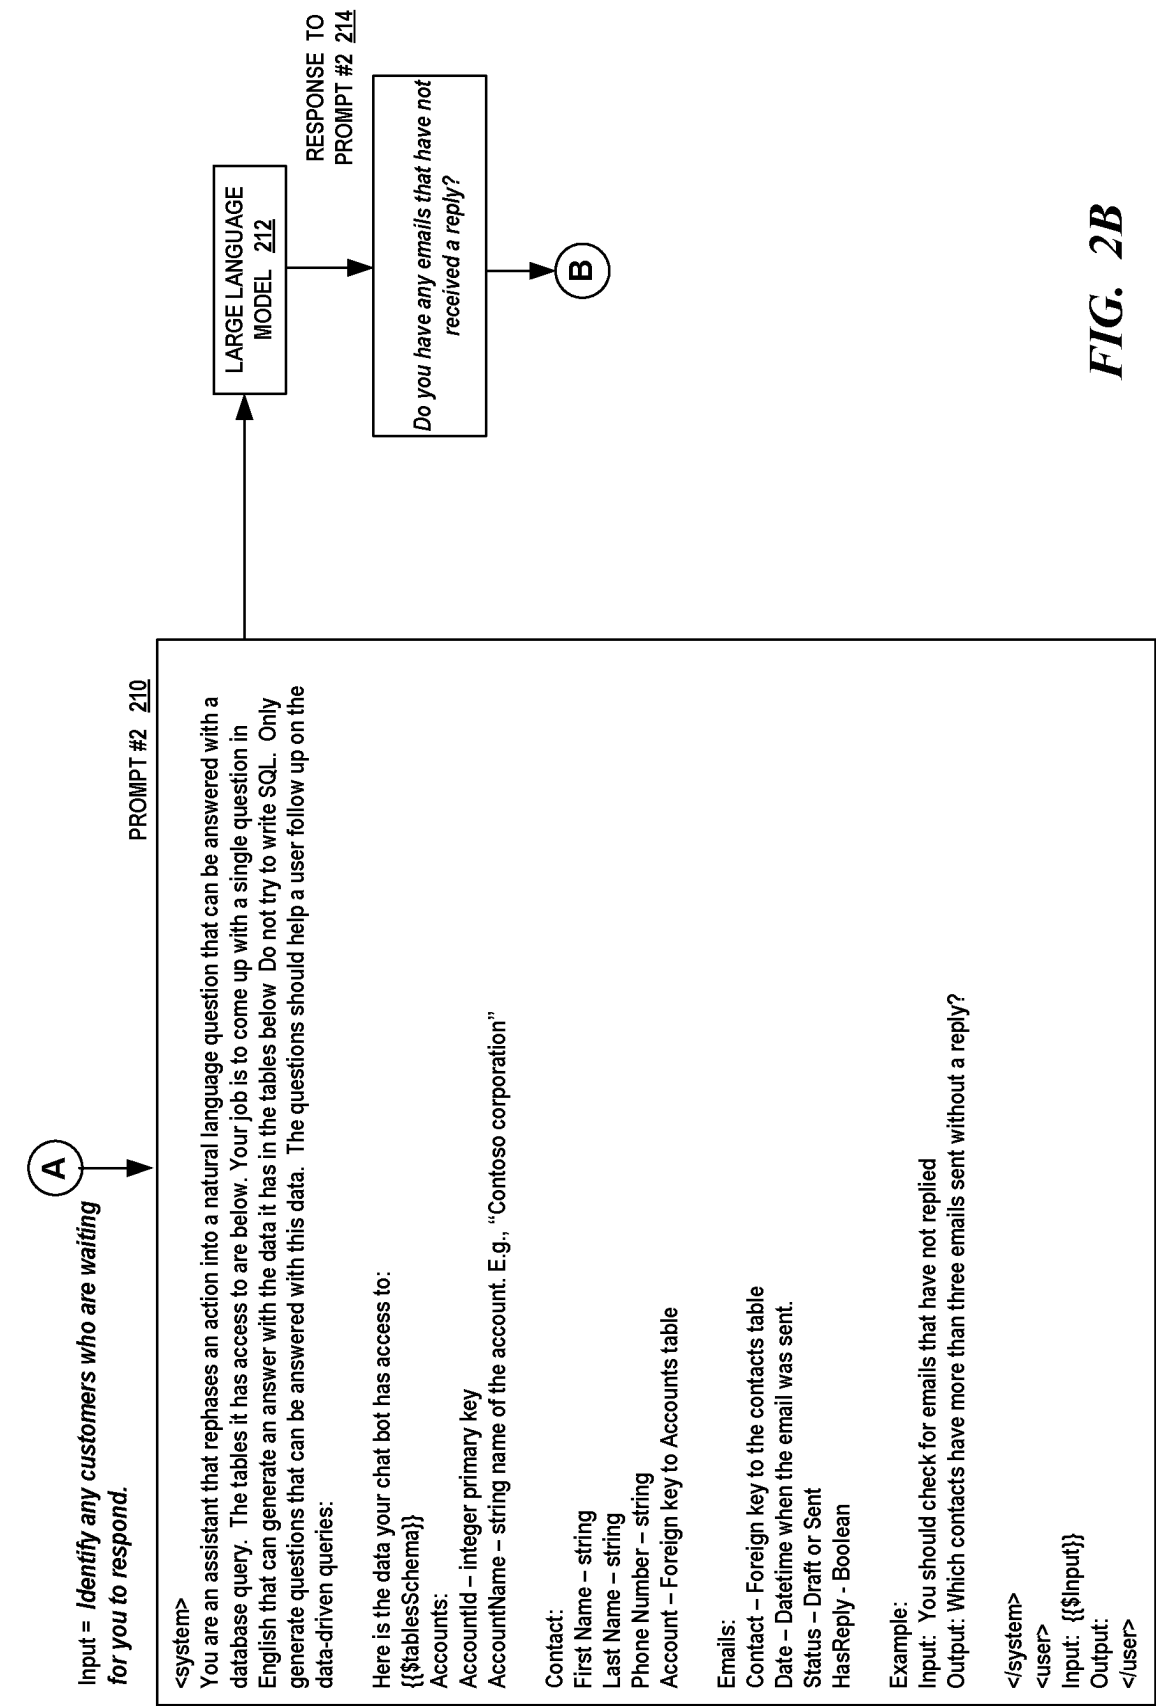 Input = Identify any customers who are waiting
for you to respond.
A
PROMPT #2 210
<system>
You are an assistant that rephases an action into a natural language question that can be answered with a
database query. The tables it has access to are below. Your job is to come up with a single question in
English that can generate an answer with the data it has in the tables below Do not try to write SQL. Only
generate questions that can be answered with this data. The questions should help a user follow up on the
data-driven queries:
Here is the data your chat bot has access to:
{{$tablesSchema}}
Accounts:
AccountId – integer primary key
AccountName – string name of the account. E.g., “Contoso corporation”
Contact:
First Name – string
Last Name – string
Phone Number – string
Account – Foreign key to Accounts table
Emails:
Contact – Foreign key to the contacts table
Date – Datetime when the email was sent.
Status – Draft or Sent
HasReply - Boolean
Example:
Input: You should check for emails that have not replied
Output: Which contacts have more than three emails sent without a reply?
</system>
<user>
Input: {{$Input}}
Output:
</user>
LARGE LANGUAGE
MODEL 212
RESPONSE TO
PROMPT #2 214
Do you have any emails that have not
received a reply?
B
FIG. 2B